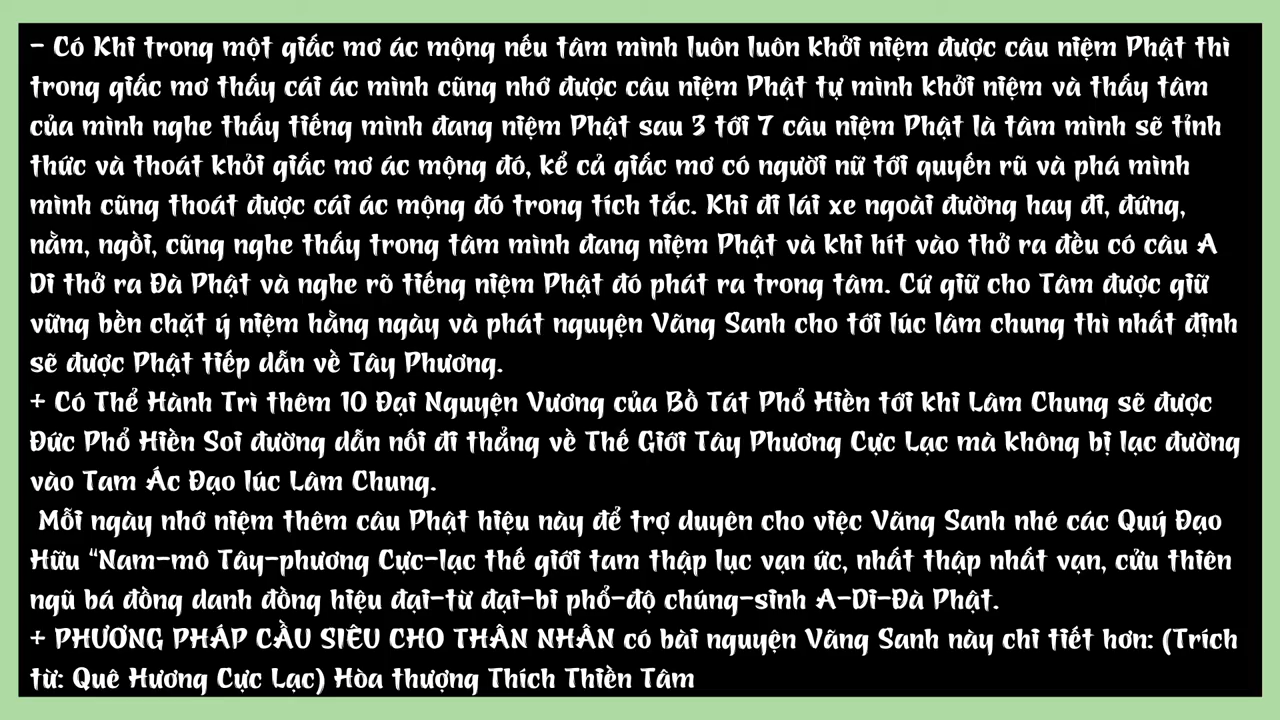 - Có Khi trong một giấc mơ ác mộng nếu tâm mình luôn luôn khởi niệm được câu niệm Phật thì
trong giấc mơ thấy cái ác mình cũng nhớ được câu niệm Phật tự mình khởi niệm và thấy tâm
của mình nghe thấy tiếng mình đang niệm Phật sau 3 tới 7 câu niệm Phật là tâm mình sẽ tỉnh
thức và thoát khỏi giấc mơ ác mộng đó, kể cả giấc mơ có người nữ tới quyến rũ và phá mình
mình cũng thoát được cái ác mộng đó trong tích tắc. Khi đi lái xe ngoài đường hay đi, đứng,
nằm, ngồi, cũng nghe thấy trong tâm mình đang niệm Phật và khi hít vào thở ra đều có câu A
Di thở ra Đà Phật và nghe rõ tiếng niệm Phật đó phát ra trong tâm. Cứ giữ cho Tâm được giữ
vững bền chặt ý niệm hằng ngày và phát nguyện Vãng Sanh cho tới lúc lâm chung thì nhất định
sẽ được Phật tiếp dẫn về Tây Phương.
+ Có Thể Hành Trì thêm 10 Đại Nguyện Vương của Bồ Tát Phổ Hiền tới khi Lâm Chung sẽ được
Đức Phổ Hiền Soi đường dẫn nối đi thẳng về Thế Giới Tây Phương Cực Lạc mà không bị lạc đường
vào Tam Ác Đạo lúc Lâm Chung.
Mỗi ngày nhớ niệm thêm câu Phật hiệu này để trợ duyên cho việc Vãng Sanh nhé các Quý Đạo
Hữu "Nam-mô Tây-phương Cực-lạc thế giới tam thập lục vạn ức, nhất thập nhất vạn, cửu thiên
ngũ bá đồng danh đồng hiệu đại-từ đại-bi phổ-độ chúng-sinh A-Di-Đà Phật.
+ PHƯƠNG PHÁP CẦU SIÊU CHO THÂN NHÂN có bài nguyện Vãng Sanh này chi tiết hơn: (Trích
từ: Quê Hương Cực Lạc) Hòa thượng Thích Thiền Tâm